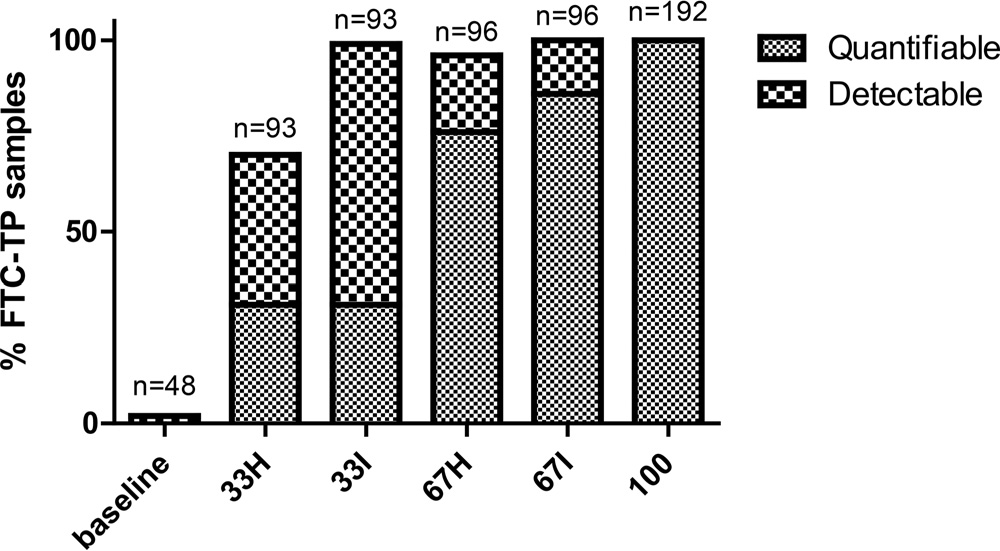 % FTC-TP samples
100
50
0
n=48
n=93
n=93
n=96
n=96
n=192
baseline
33H
33I
67H
67I
100
Quantifiable
Detectable